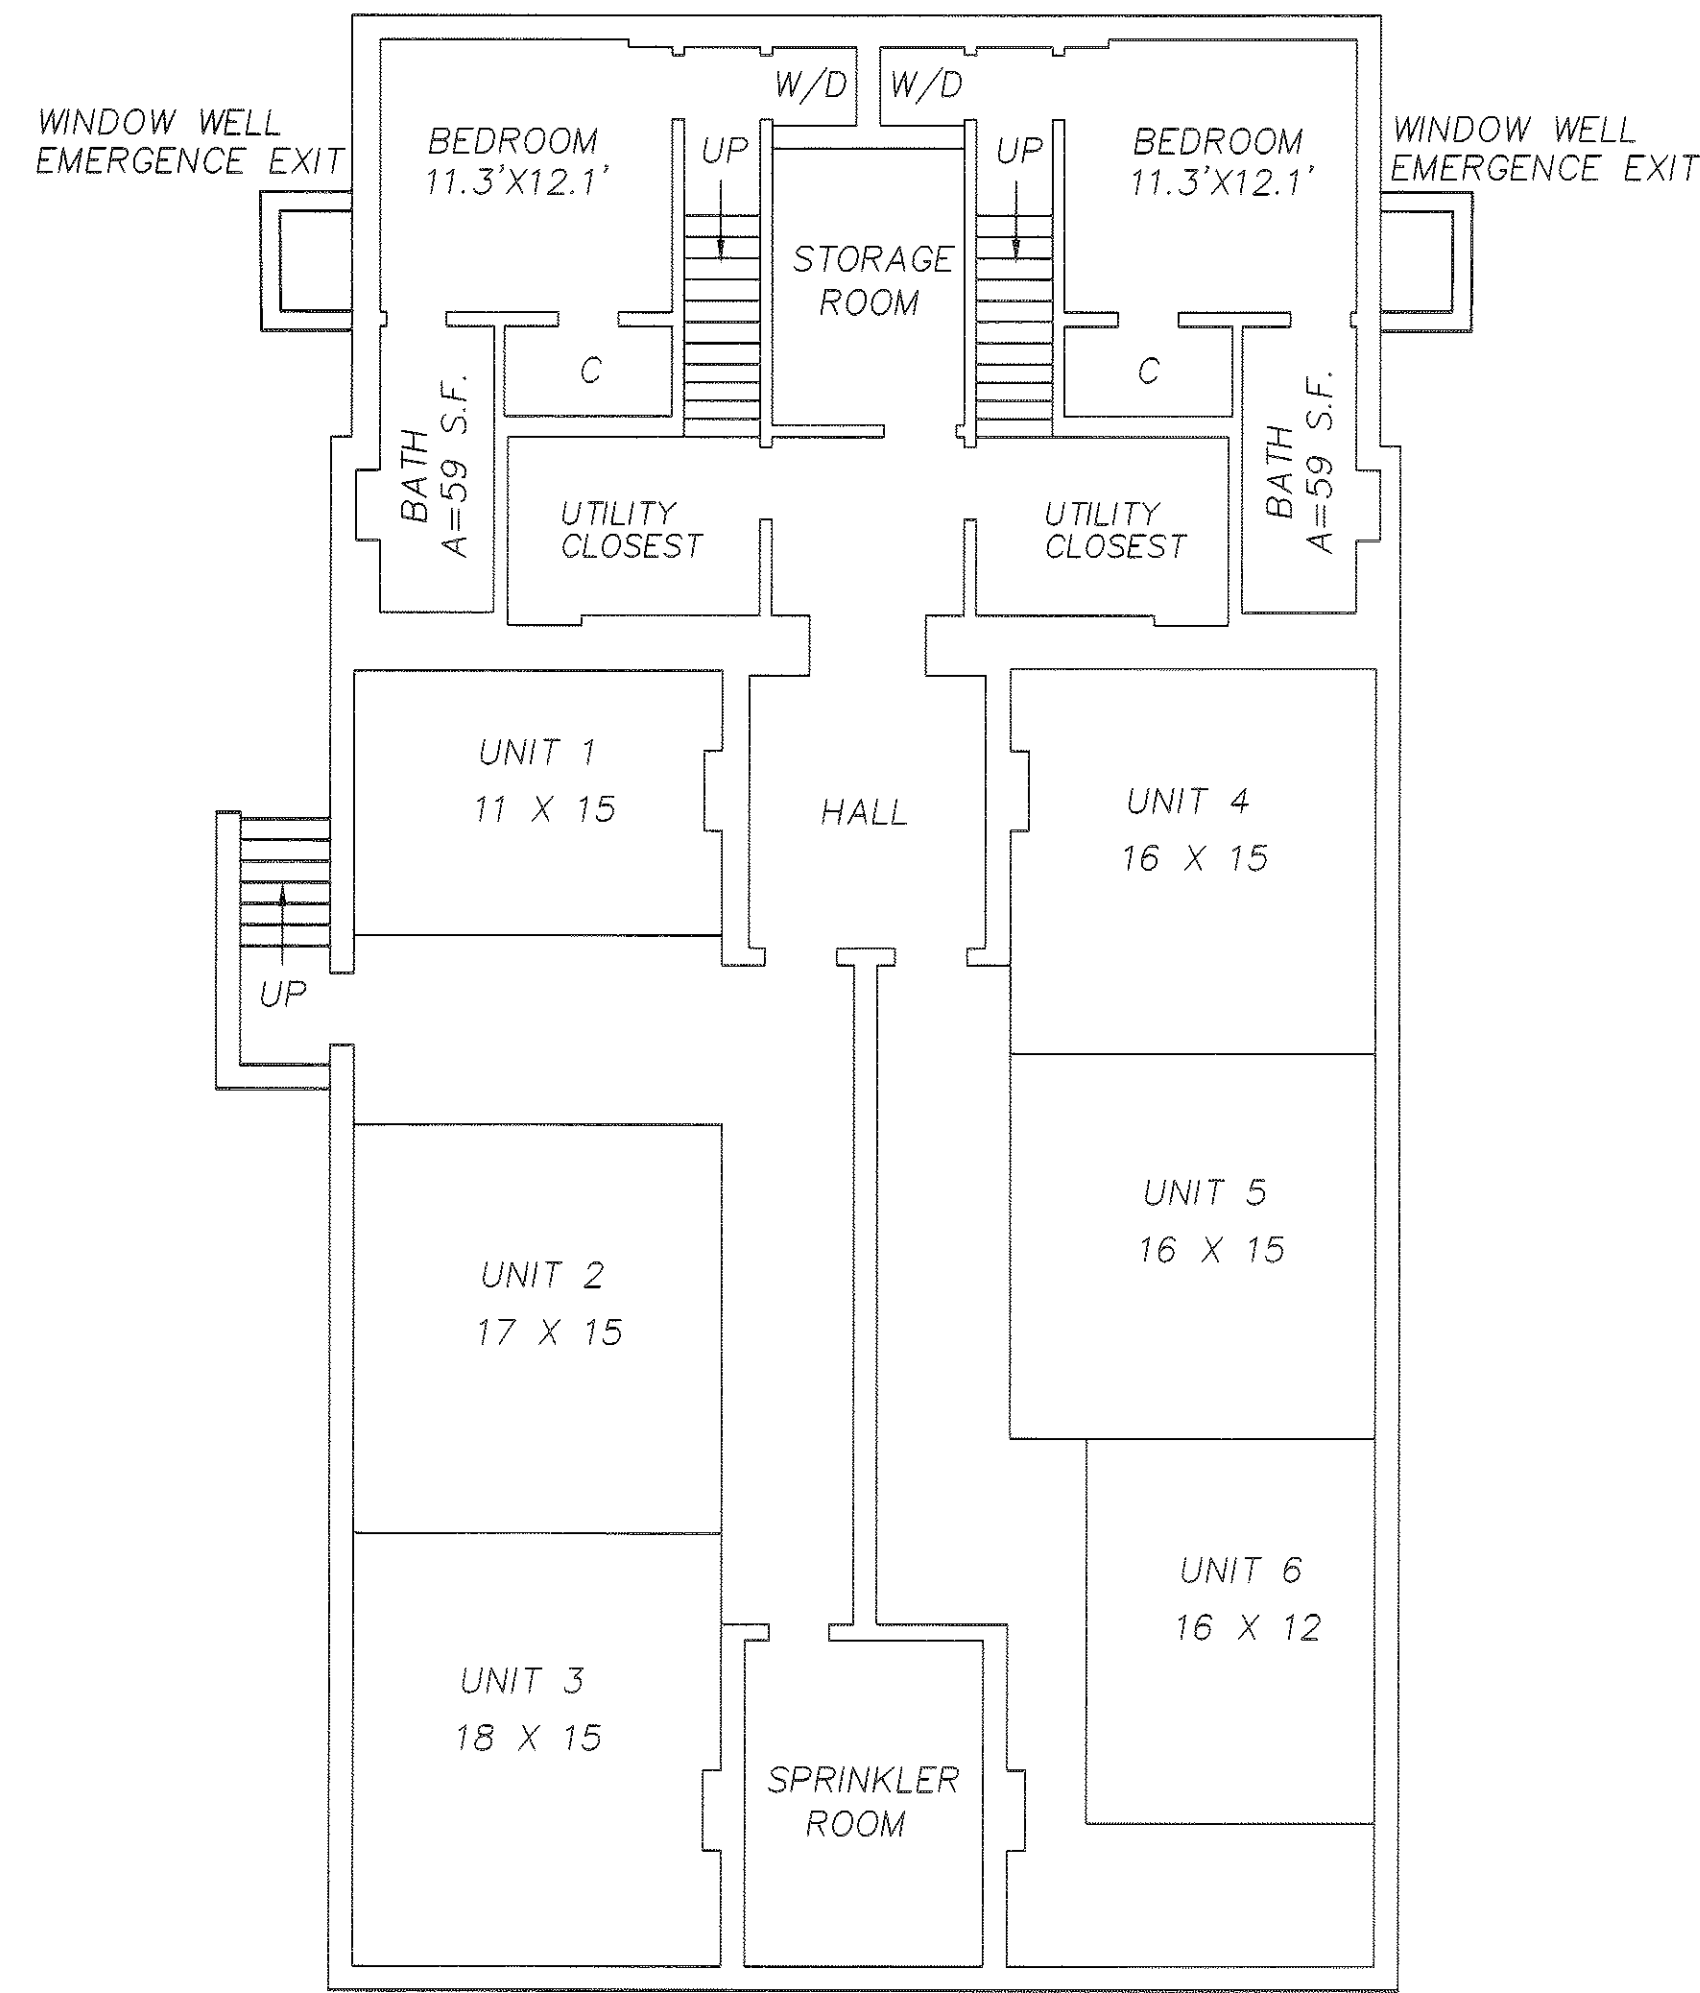 W/D
W/D
WINDOW WELL
EMERGENCE EXIT
BEDROOM
11.3'X12.1'
UP
UP
BEDROOM
11.3'X12.1'
WINDOW WELL
EMERGENCE EXIT
STORAGE
ROOM
C
C
BATH
A=59 S.F.
BATH
A=59 S.F.
UTILITY
CLOSEST
UTILITY
CLOSEST
UNIT 1
11 X 15
HALL
UNIT 4
16 X 15
UP
UNIT 5
16 X 15
UNIT 2
17 X 15
UNIT 6
16 X 12
UNIT 3
18 X 15
SPRINKLER
ROOM